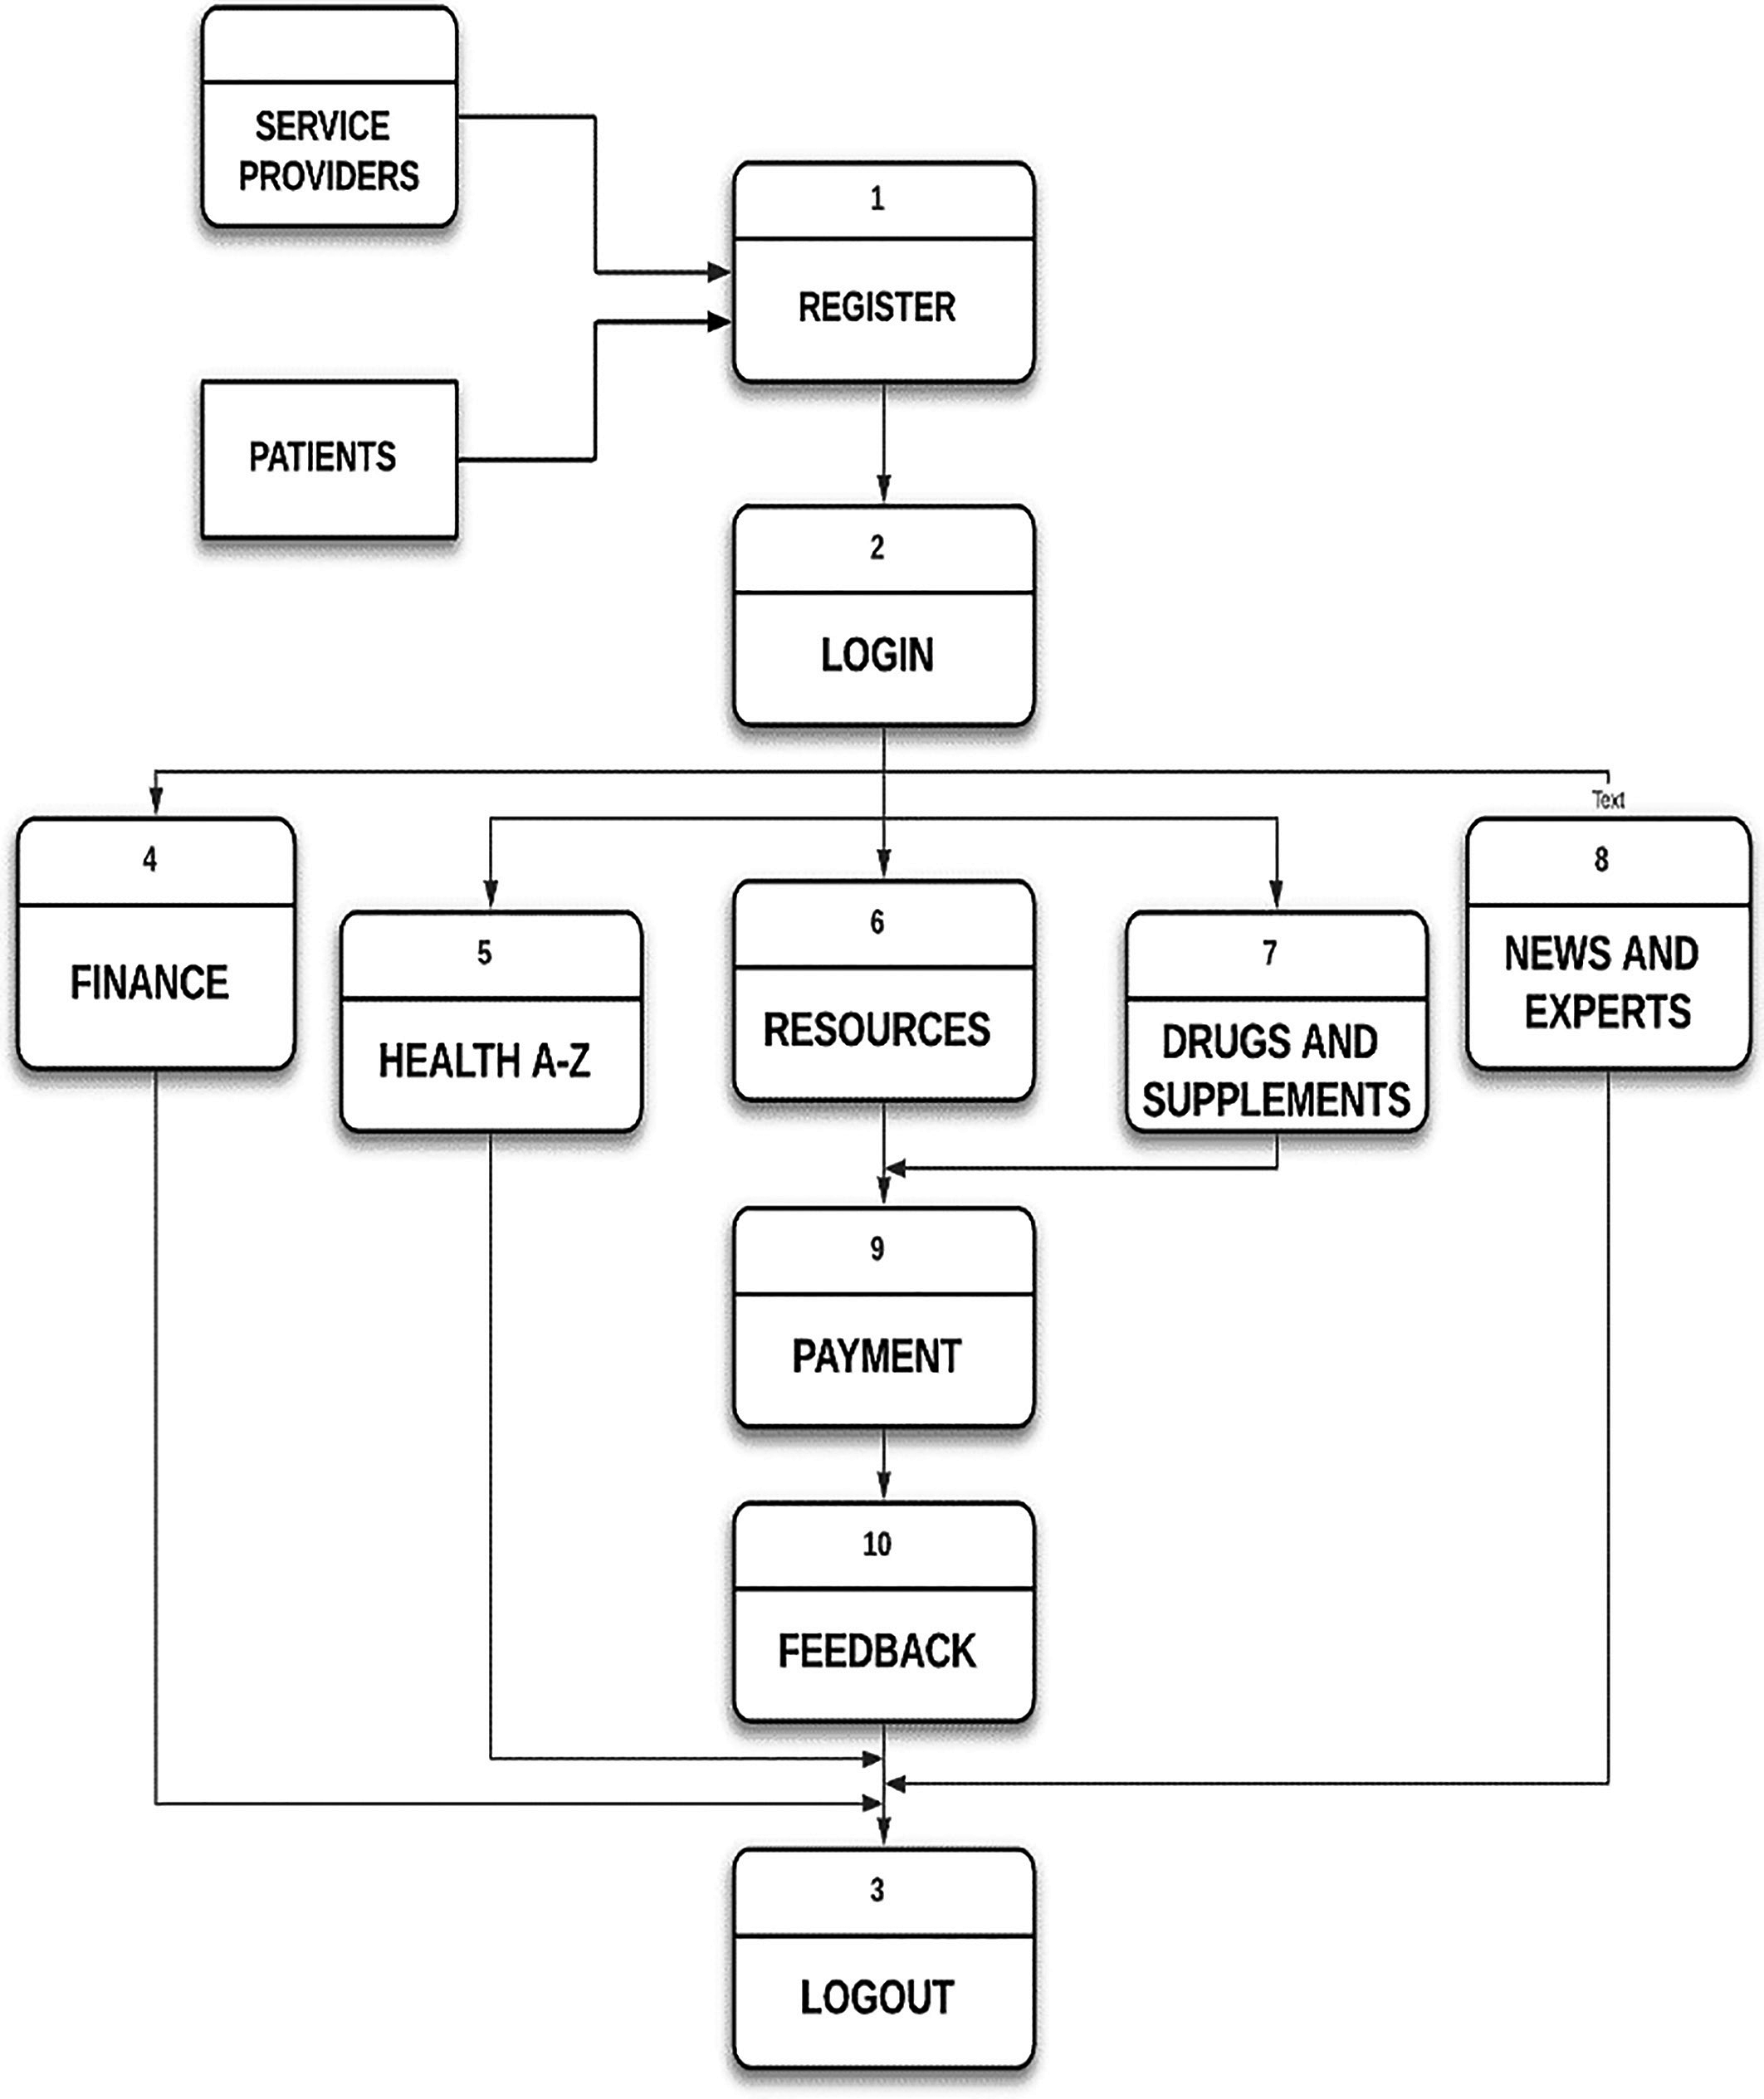 SERVICE
PROVIDERS
1
REGISTER
PATIENTS
2
LOGIN
Text
4
FINANCE
5
HEALTH A-Z
6
RESOURCES
7
DRUGS AND
SUPPLEMENTS
8
NEWS AND
EXPERTS
9
PAYMENT
10
FEEDBACK
3
LOGOUT